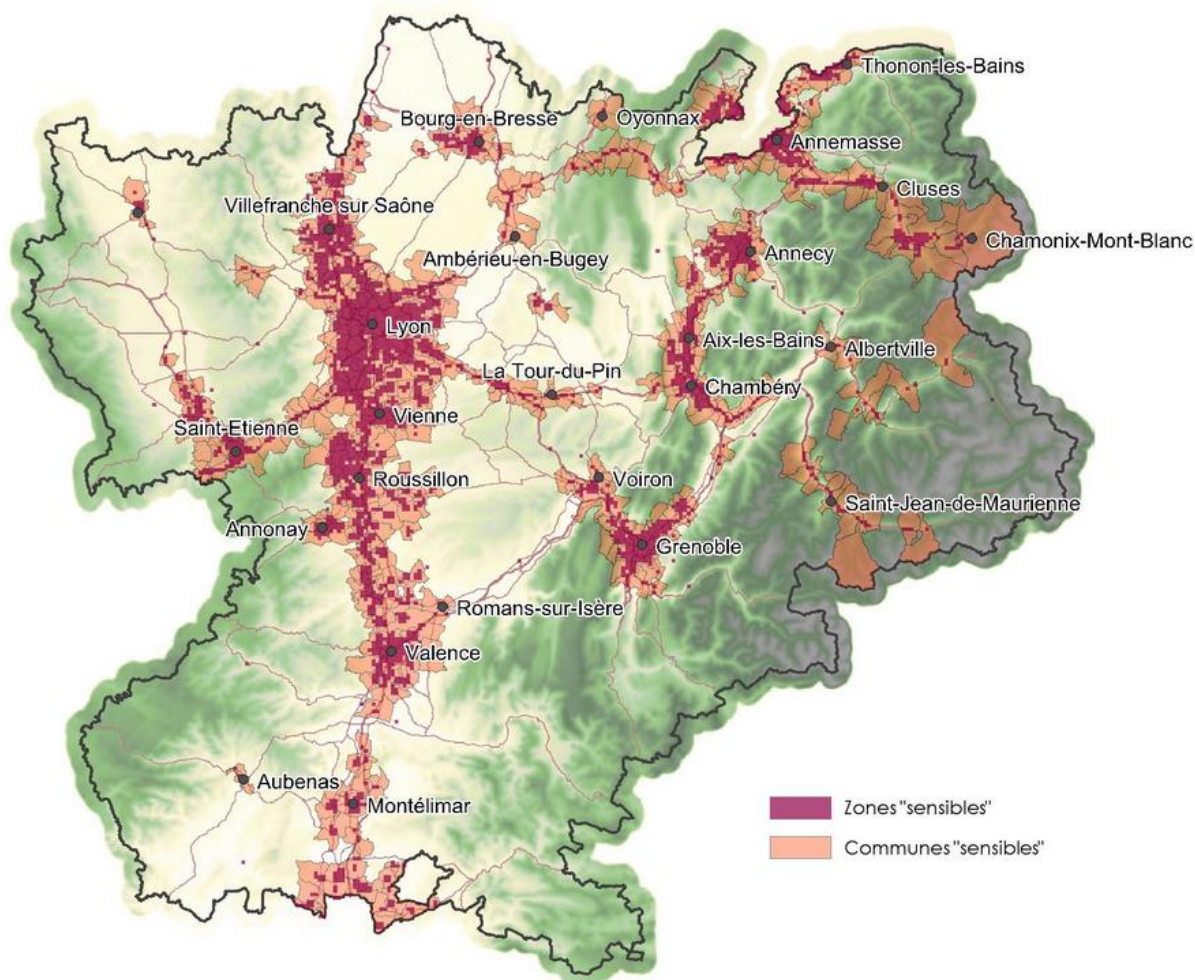 Thonon-les-Bains
Bourg-en-Bresse
Oyonnax
Annemasse
Cluses
Villefranche sur Saône
Chamonix-Mont-Blanc
Ambérieu-en-Bugey
Annecy
Lyon
Aix-les-Bains
Albertville
La Tour-du-Pin
Chambéry
Vienne
Saint-Etienne
Roussillon
Voiron
Saint-Jean-de-Maurienne
Annonay
Grenoble
Romans-sur-Isère
Valence
Aubenas
Montélimar
Zones "sensibles"
Communes "sensibles"